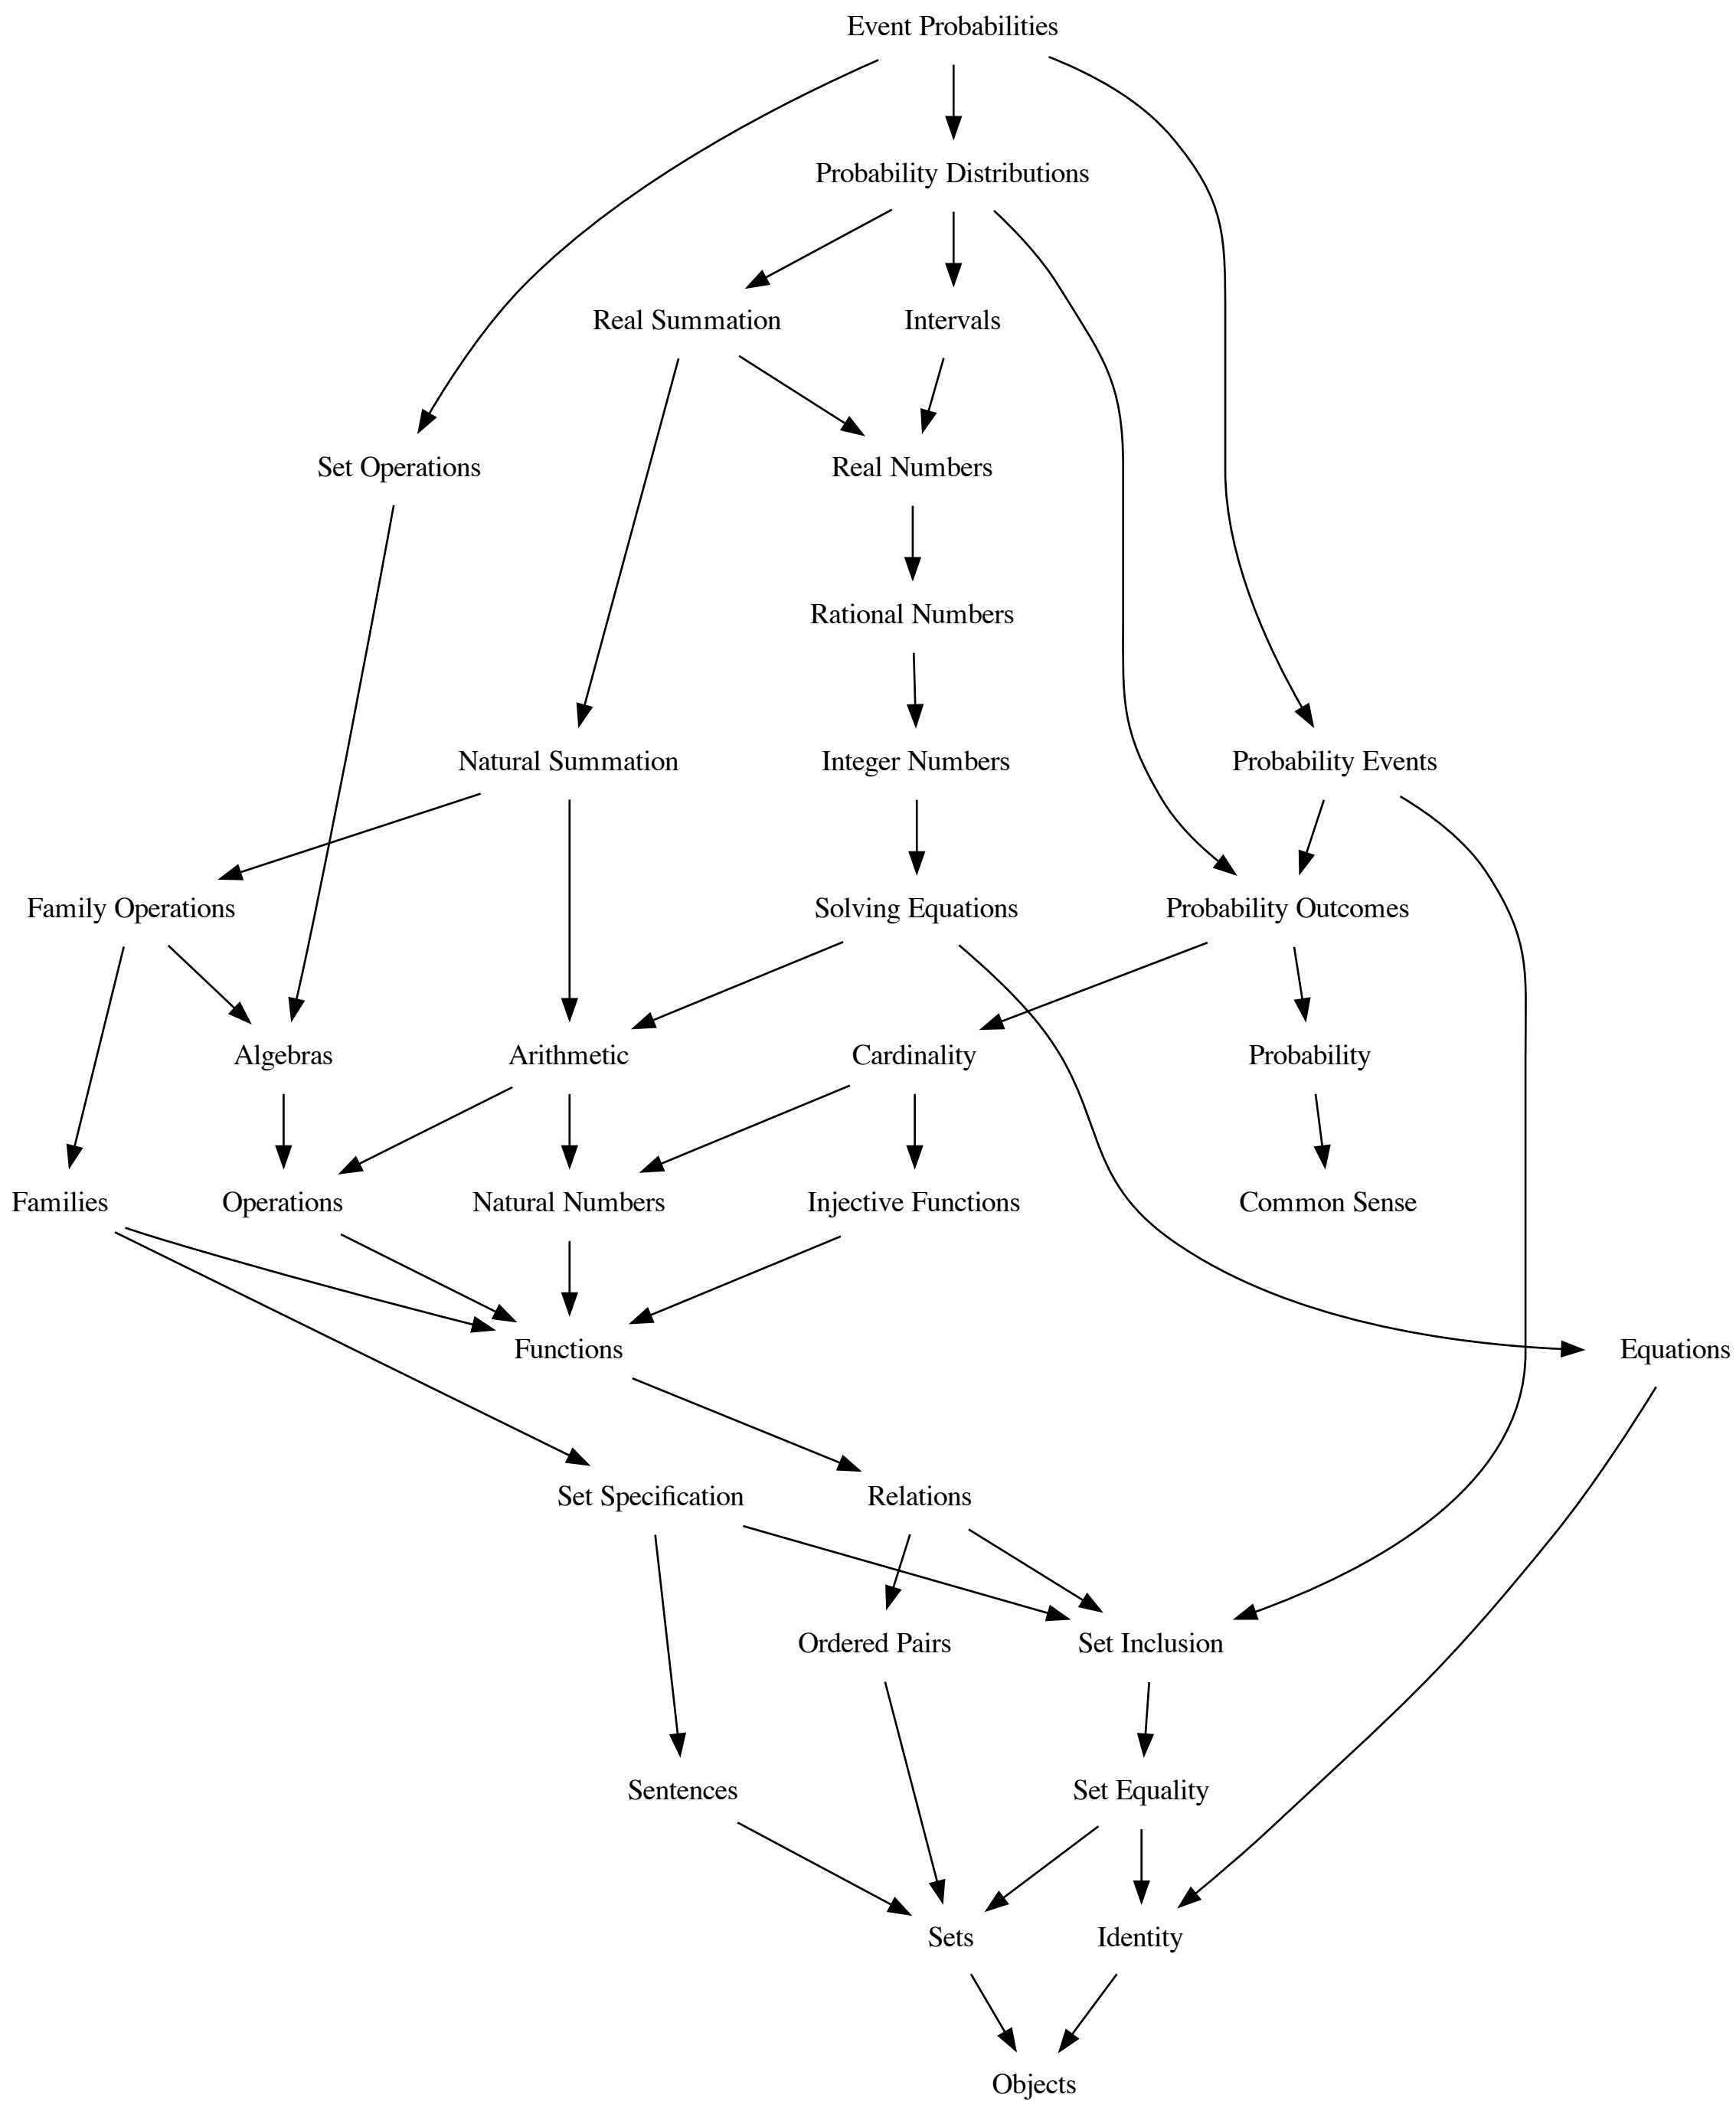 Event Probabilities
Probability Distributions
Real Summation
Intervals
Set Operations
Real Numbers
Rational Numbers
Natural Summation
Integer Numbers
Probability Events
Family Operations
Solving Equations
Probability Outcomes
Algebras
Arithmetic
Cardinality
Probability
Families
Operations
Natural Numbers
Injective Functions
Common Sense
Functions
Equations
Set Specification
Relations
Ordered Pairs
Set Inclusion
Sentences
Set Equality
Sets
Identity
Objects